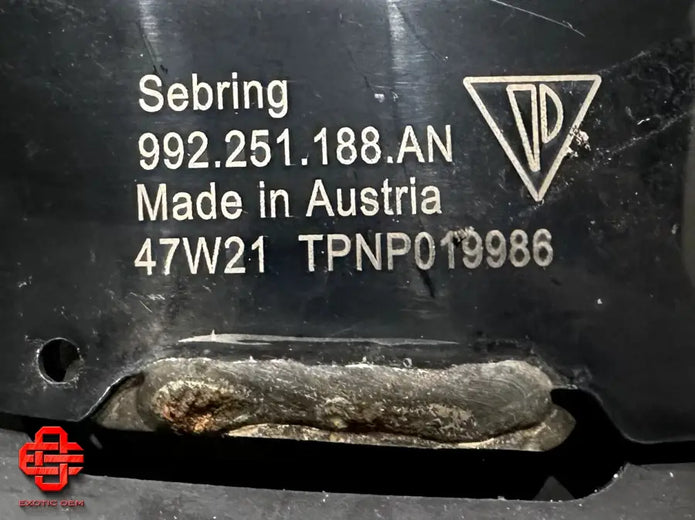 Sebring
992.251.188.AN
Made in Austria
47W21 TPNP019986
EXOTIC OEM